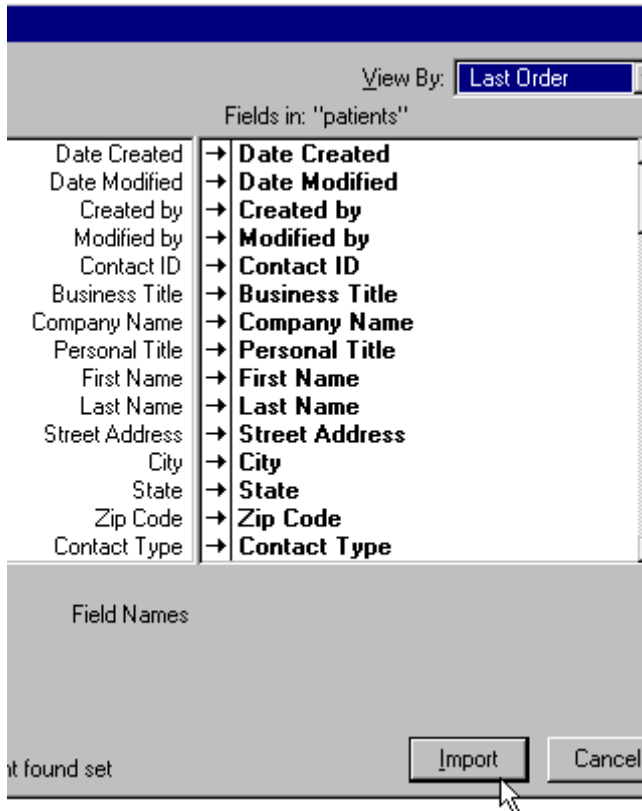 View By: Last Order
Fields in: "patients"
Date Created → Date Created
Date Modified → Date Modified
Created by → Created by
Modified by → Modified by
Contact ID → Contact ID
Business Title → Business Title
Company Name → Company Name
Personal Title → Personal Title
First Name → First Name
Last Name → Last Name
Street Address → Street Address
City → City
State → State
Zip Code → Zip Code
Contact Type → Contact Type
Field Names
nt found set
Import Cancel